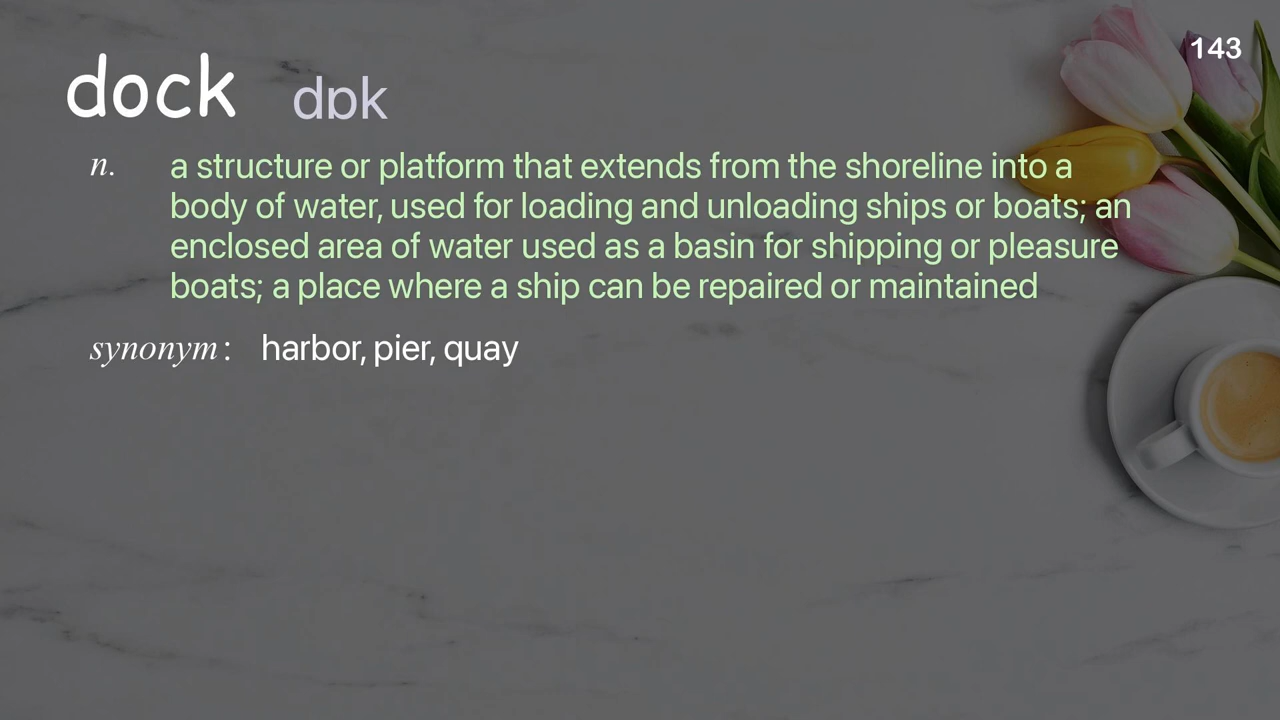 143
dock dɒk
n. a structure or platform that extends from the shoreline into a
body of water, used for loading and unloading ships or boats; an
enclosed area of water used as a basin for shipping or pleasure
boats; a place where a ship can be repaired or maintained
synonym : harbor, pier, quay